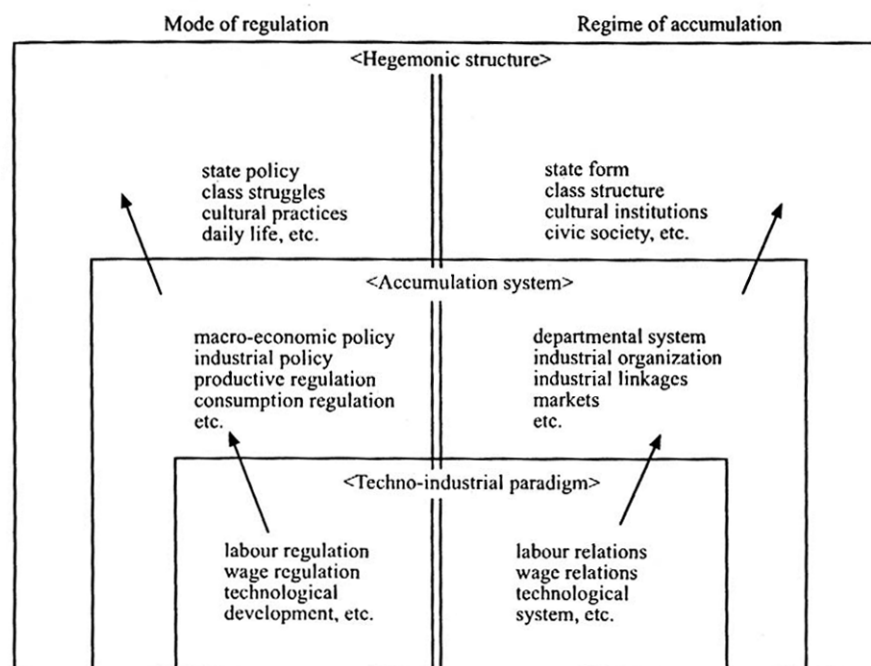 Mode of regulation
Regime of accumulation
<Hegemonic structure>
state policy
class struggles
cultural practices
daily life, etc.
state form
class structure
cultural institutions
civic society, etc.
<Accumulation system>
macro-economic policy
industrial policy
productive regulation
consumption regulation
etc.
departmental system
industrial organization
industrial linkages
markets
etc.
<Techno-industrial paradigm>
labour regulation
wage regulation
technological
development, etc.
labour relations
wage relations
technological
system, etc.